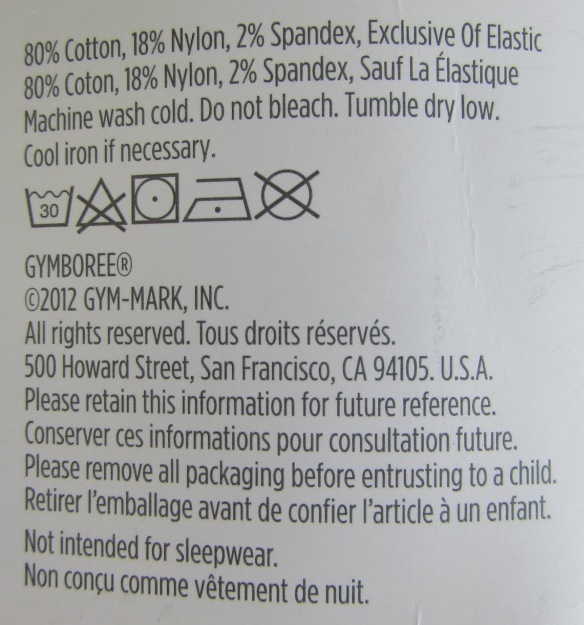 80% Cotton, 18% Nylon, 2% Spandex, Exclusive Of Elastic
80% Coton, 18% Nylon, 2% Spandex, Sauf La Élastique
Machine wash cold. Do not bleach. Tumble dry low.
Cool iron if necessary.
30
GYMBOREE®
©2012 GYM-MARK, INC.
All rights reserved. Tous droits réservés.
500 Howard Street, San Francisco, CA 94105. U.S.A.
Please retain this information for future reference.
Conserver ces informations pour consultation future.
Please remove all packaging before entrusting to a child.
Retirer l'emballage avant de confier l'article à un enfant.
Not intended for sleepwear.
Non conçu comme vêtement de nuit.